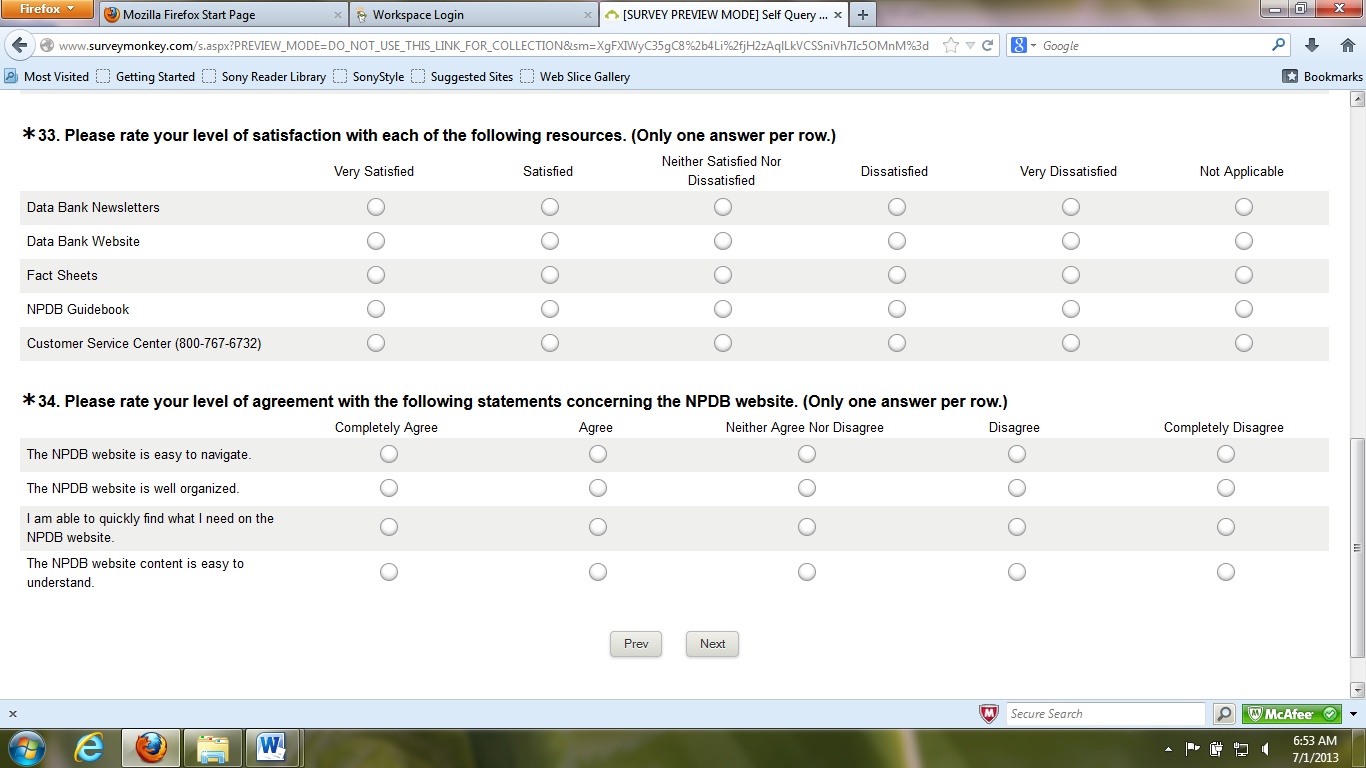 Firefox
Mozilla Firefox Start Page
Workspace Login
[SURVEY PREVIEW MODE] Self Query ...
www.surveymonkey.com/s.aspx?PREVIEW_MODE=DO_NOT_USE_THIS_LINK_FOR_COLLECTION&sm=XgFXIWyC35gC8%2b4Li%2fjH2zAqILkVCSSniVh7Ic5OMnM%3d
Google
Most Visited Getting Started Sony Reader Library SonyStyle Suggested Sites Web Slice Gallery Bookmarks
*33. Please rate your level of satisfaction with each of the following resources. (Only one answer per row.)
Very Satisfied Satisfied Neither Satisfied Nor Dissatisfied Dissatisfied Very Dissatisfied Not Applicable
Data Bank Newsletters
Data Bank Website
Fact Sheets
NPDB Guidebook
Customer Service Center (800-767-6732)
*34. Please rate your level of agreement with the following statements concerning the NPDB website. (Only one answer per row.)
Completely Agree Agree Neither Agree Nor Disagree Disagree Completely Disagree
The NPDB website is easy to navigate.
The NPDB website is well organized.
I am able to quickly find what I need on the
NPDB website.
The NPDB website content is easy to
understand.
Prev Next
x Secure Search McAfee
6:53 AM
7/1/2013